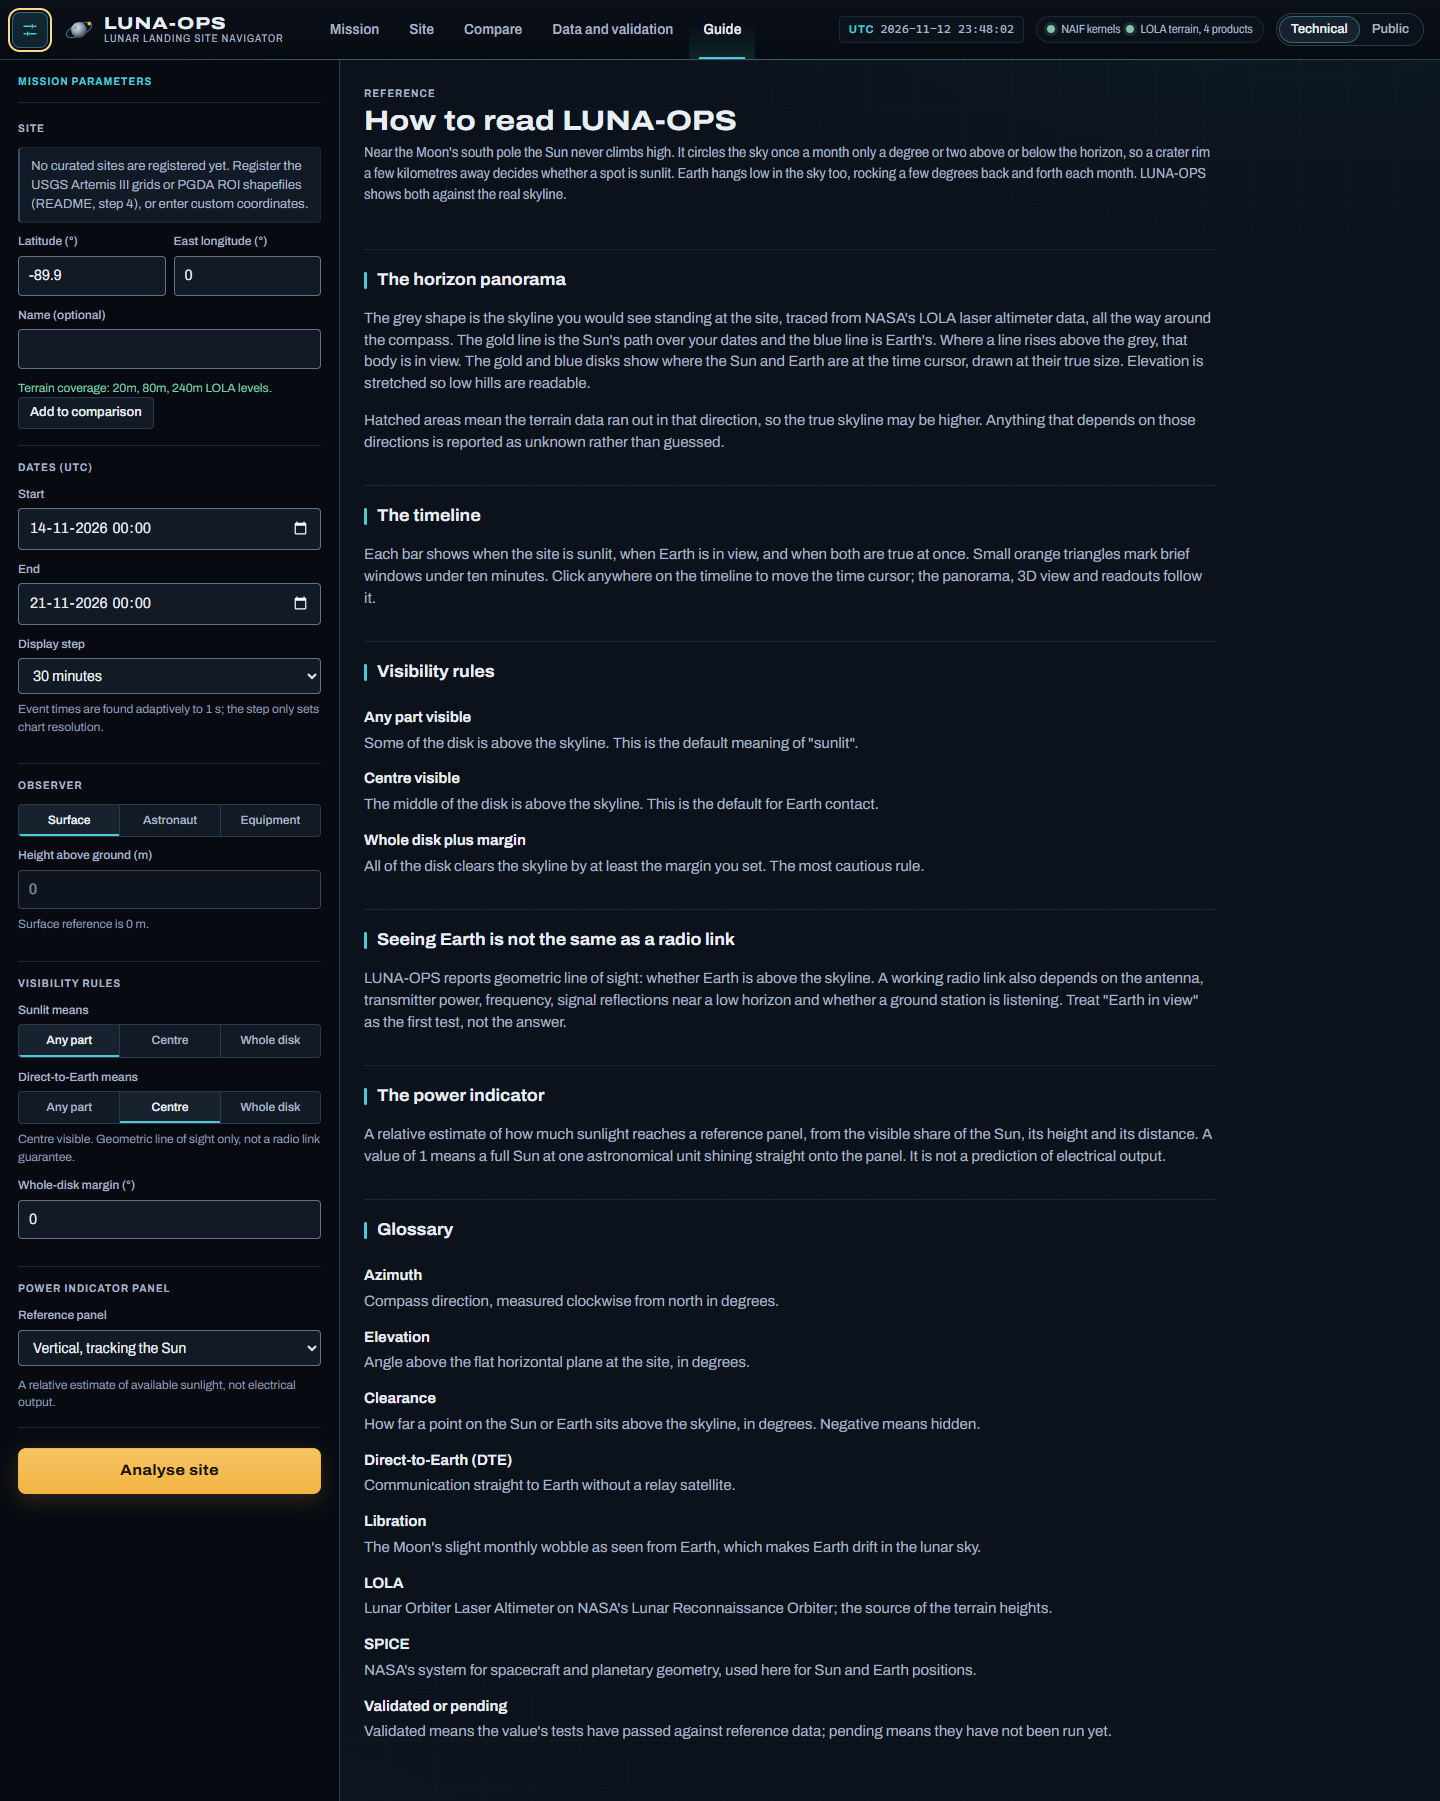 LUNA-OPS
LUNAR LANDING SITE NAVIGATOR
Mission
Site
Compare
Data and validation
Guide
UTC 2026-11-12 23:48:02
NAIF kernels
LOLA terrain, 4 products
Technical
Public
MISSION PARAMETERS
SITE
No curated sites are registered yet. Register the
USGS Artemis III grids or PGDA ROI shapefiles
(README, step 4), or enter custom coordinates.
Latitude (°)
East longitude (°)
-89.9
0
Name (optional)
Terrain coverage: 20m, 80m, 240m LOLA levels.
Add to comparison
DATES (UTC)
Start
14-11-2026 00:00
End
21-11-2026 00:00
Display step
30 minutes
Event times are found adaptively to 1 s; the step only sets
chart resolution.
OBSERVER
Surface
Astronaut
Equipment
Height above ground (m)
0
Surface reference is 0 m.
VISIBILITY RULES
Sunlit means
Any part
Centre
Whole disk
Direct-to-Earth means
Any part
Centre
Whole disk
Centre visible. Geometric line of sight only, not a radio link
guarantee.
Whole-disk margin (°)
0
POWER INDICATOR PANEL
Reference panel
Vertical, tracking the Sun
A relative estimate of available sunlight, not electrical
output.
Analyse site
REFERENCE
How to read LUNA-OPS
Near the Moon's south pole the Sun never climbs high. It circles the sky once a month only a degree or two above or below the horizon, so a crater rim
a few kilometres away decides whether a spot is sunlit. Earth hangs low in the sky too, rocking a few degrees back and forth each month. LUNA-OPS
shows both against the real skyline.
The horizon panorama
The grey shape is the skyline you would see standing at the site, traced from NASA's LOLA laser altimeter data, all the way around
the compass. The gold line is the Sun's path over your dates and the blue line is Earth's. Where a line rises above the grey, that
body is in view. The gold and blue disks show where the Sun and Earth are at the time cursor, drawn at their true size. Elevation is
stretched so low hills are readable.
Hatched areas mean the terrain data ran out in that direction, so the true skyline may be higher. Anything that depends on those
directions is reported as unknown rather than guessed.
The timeline
Each bar shows when the site is sunlit, when Earth is in view, and when both are true at once. Small orange triangles mark brief
windows under ten minutes. Click anywhere on the timeline to move the time cursor; the panorama, 3D view and readouts follow
it.
Visibility rules
Any part visible
Some of the disk is above the skyline. This is the default meaning of "sunlit".
Centre visible
The middle of the disk is above the skyline. This is the default for Earth contact.
Whole disk plus margin
All of the disk clears the skyline by at least the margin you set. The most cautious rule.
Seeing Earth is not the same as a radio link
LUNA-OPS reports geometric line of sight: whether Earth is above the skyline. A working radio link also depends on the antenna,
transmitter power, frequency, signal reflections near a low horizon and whether a ground station is listening. Treat "Earth in view"
as the first test, not the answer.
The power indicator
A relative estimate of how much sunlight reaches a reference panel, from the visible share of the Sun, its height and its distance. A
value of 1 means a full Sun at one astronomical unit shining straight onto the panel. It is not a prediction of electrical output.
Glossary
Azimuth
Compass direction, measured clockwise from north in degrees.
Elevation
Angle above the flat horizontal plane at the site, in degrees.
Clearance
How far a point on the Sun or Earth sits above the skyline, in degrees. Negative means hidden.
Direct-to-Earth (DTE)
Communication straight to Earth without a relay satellite.
Libration
The Moon's slight monthly wobble as seen from Earth, which makes Earth drift in the lunar sky.
LOLA
Lunar Orbiter Laser Altimeter on NASA's Lunar Reconnaissance Orbiter; the source of the terrain heights.
SPICE
NASA's system for spacecraft and planetary geometry, used here for Sun and Earth positions.
Validated or pending
Validated means the value's tests have passed against reference data; pending means they have not been run yet.